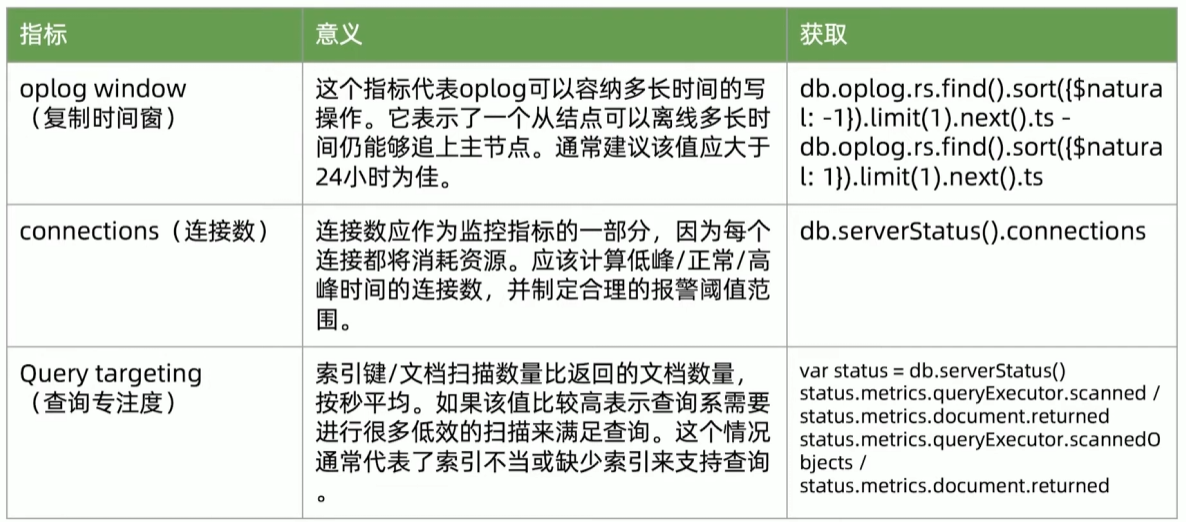 指标
意义
获取
oplog window
（复制时间窗）
这个指标代表oplog可以容纳多长时间的写
操作。它表示了一个从结点可以离线多长时
间仍能够追上主节点。通常建议该值应大于
24小时为佳。
db.oplog.rs.find().sort({$natura
l: -1}).limit(1).next().ts -
db.oplog.rs.find().sort({$natura
l: 1}).limit(1).next().ts
connections（连接数）
连接数应作为监控指标的一部分，因为每个
连接都将消耗资源。应该计算低峰/正常/高
峰时间的连接数，并制定合理的报警阈值范
围。
db.serverStatus().connections
Query targeting
（查询专注度）
索引键/文档扫描数量比返回的文档数量，
按秒平均。如果该值比较高表示查询系需要
进行很多低效的扫描来满足查询。这个情况
通常代表了索引不当或缺少索引来支持查询
。
var status = db.serverStatus()
status.metrics.queryExecutor.scanned /
status.metrics.document.returned
status.metrics.queryExecutor.scannedO
bjects /
status.metrics.document.returned